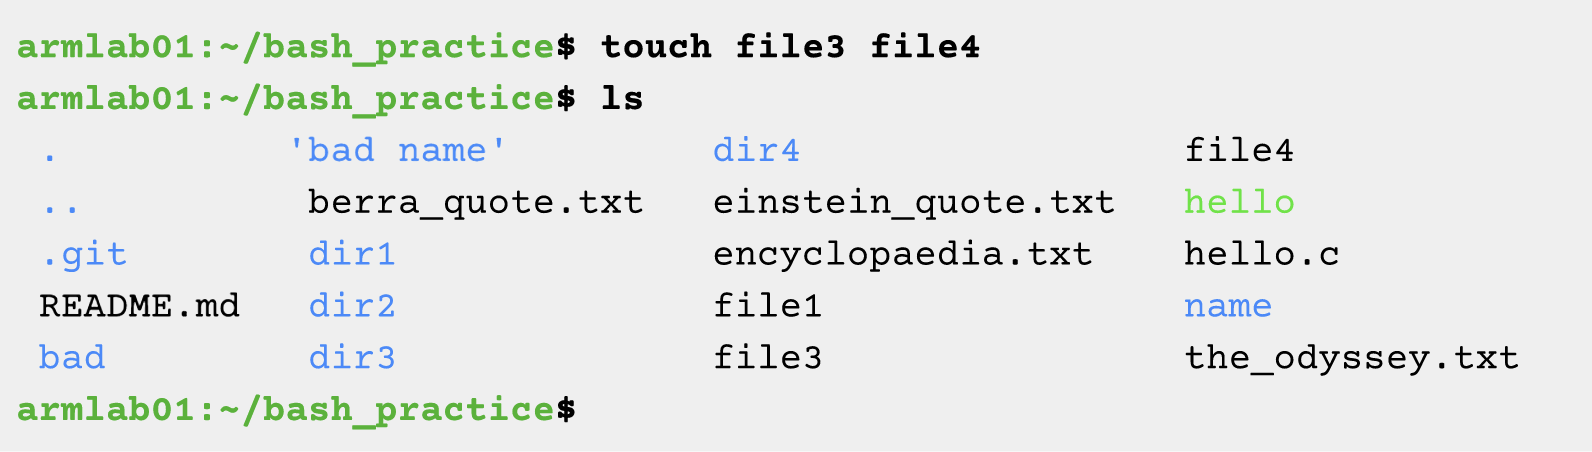 armlab01:~/bash_practice$ touch file3 file4
armlab01:~/bash_practice$ ls
.          'bad name'         dir4                 file4
..          berra_quote.txt   einstein_quote.txt   hello
.git        dir1              encyclopaedia.txt    hello.c
README.md   dir2              file1                name
bad         dir3              file3                the_odyssey.txt
armlab01:~/bash_practice$